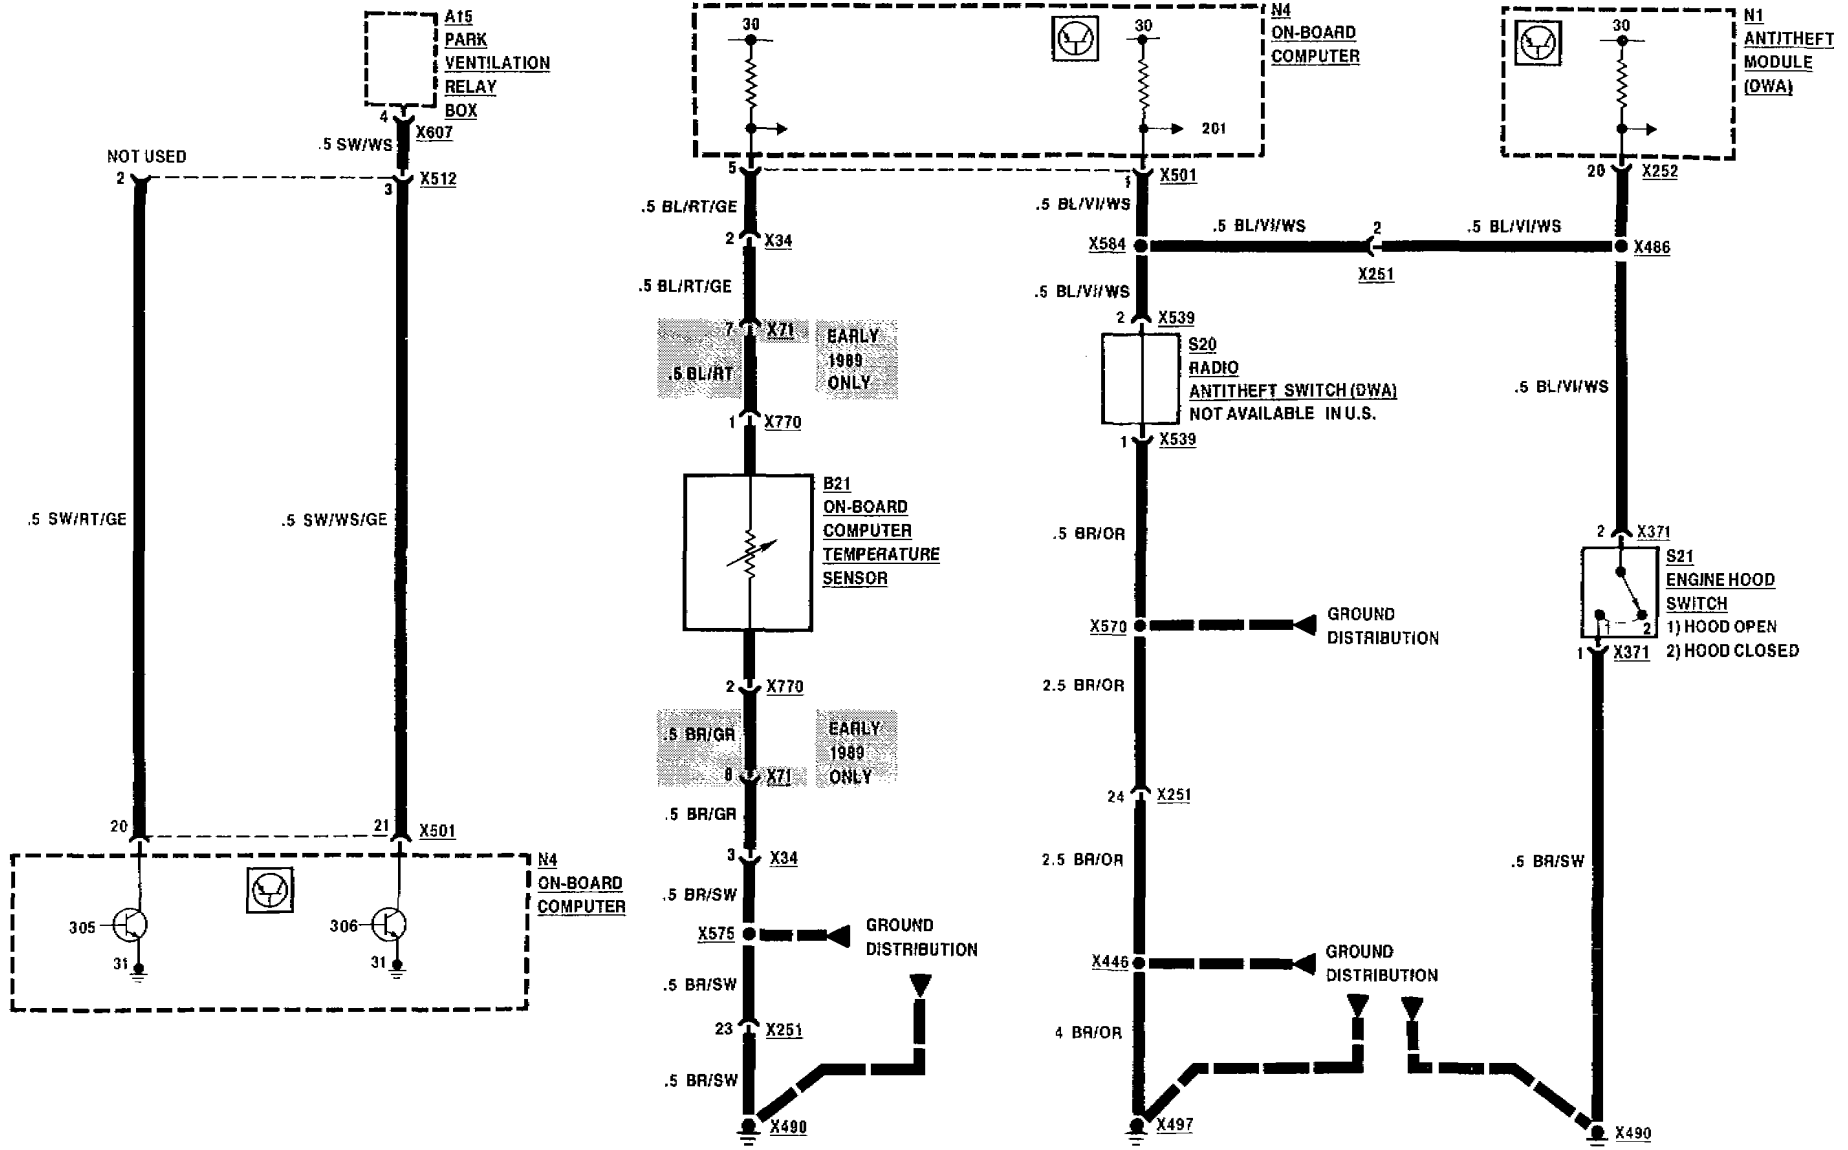 A15
PARK
VENTILATION
RELAY
BOX
4
X607
.5 SW/WS
NOT USED
2
3
X512
.5 SW/RT/GE
.5 SW/WS/GE
20
21
X501
N4
ON-BOARD
COMPUTER
305
306
31
31
30
30
201
N4
ON-BOARD
COMPUTER
5
X501
.5 BL/RT/GE
2
X34
.5 BL/RT/GE
7
X71
EARLY
1989
ONLY
.5 BL/RT
1
X770
B21
ON-BOARD
COMPUTER
TEMPERATURE
SENSOR
2
X770
.5 BR/GR
EARLY
1989
ONLY
8
X71
.5 BR/GR
3
X34
.5 BR/SW
X575
GROUND
DISTRIBUTION
.5 BR/SW
23
X251
.5 BR/SW
X490
.5 BL/VI/WS
X584
.5 BL/VI/WS
2
X251
.5 BL/VI/WS
X486
.5 BL/VI/WS
2
X539
S20
RADIO
ANTITHEFT SWITCH (DWA)
NOT AVAILABLE IN U.S.
1
X539
.5 BR/OR
X570
GROUND
DISTRIBUTION
2.5 BR/OR
24
X251
2.5 BR/OR
X446
GROUND
DISTRIBUTION
4 BR/OR
X497
30
N1
ANTITHEFT
MODULE
(DWA)
20
X252
.5 BL/VI/WS
2
X371
S21
ENGINE HOOD
SWITCH
1) HOOD OPEN
2) HOOD CLOSED
1
2
1
X371
.5 BR/SW
X490